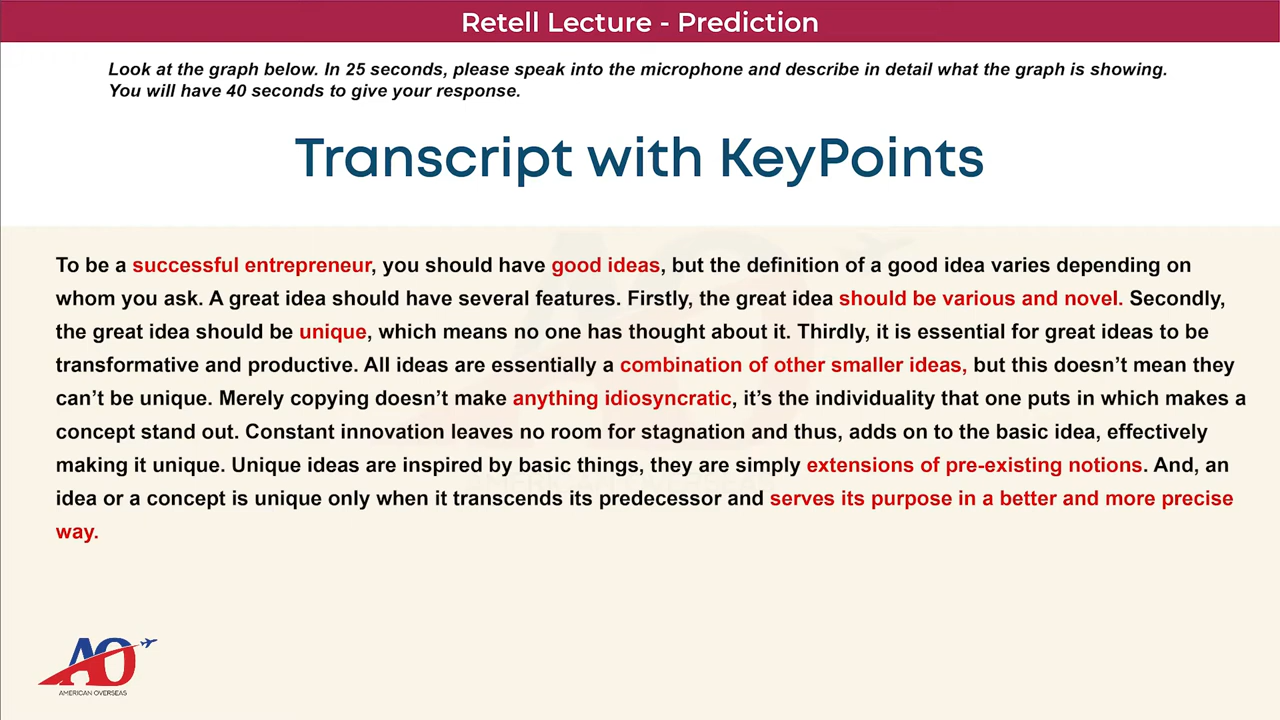 Retell Lecture - Prediction
Look at the graph below. In 25 seconds, please speak into the microphone and describe in detail what the graph is showing.
You will have 40 seconds to give your response.
Transcript with KeyPoints
To be a successful entrepreneur, you should have good ideas, but the definition of a good idea varies depending on
whom you ask. A great idea should have several features. Firstly, the great idea should be various and novel. Secondly,
the great idea should be unique, which means no one has thought about it. Thirdly, it is essential for great ideas to be
transformative and productive. All ideas are essentially a combination of other smaller ideas, but this doesn’t mean they
can’t be unique. Merely copying doesn’t make anything idiosyncratic, it’s the individuality that one puts in which makes a
concept stand out. Constant innovation leaves no room for stagnation and thus, adds on to the basic idea, effectively
making it unique. Unique ideas are inspired by basic things, they are simply extensions of pre-existing notions. And, an
idea or a concept is unique only when it transcends its predecessor and serves its purpose in a better and more precise
way.
AO
AMERICAN OVERSEAS